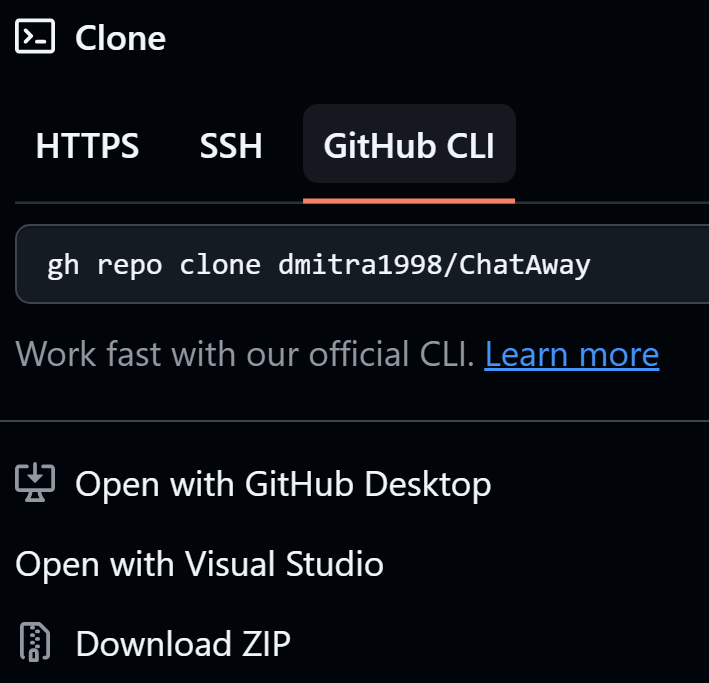 Clone
HTTPS SSH GitHub CLI
gh repo clone dmitra1998/ChatAway
Work fast with our official CLI. Learn more
Open with GitHub Desktop
Open with Visual Studio
Download ZIP